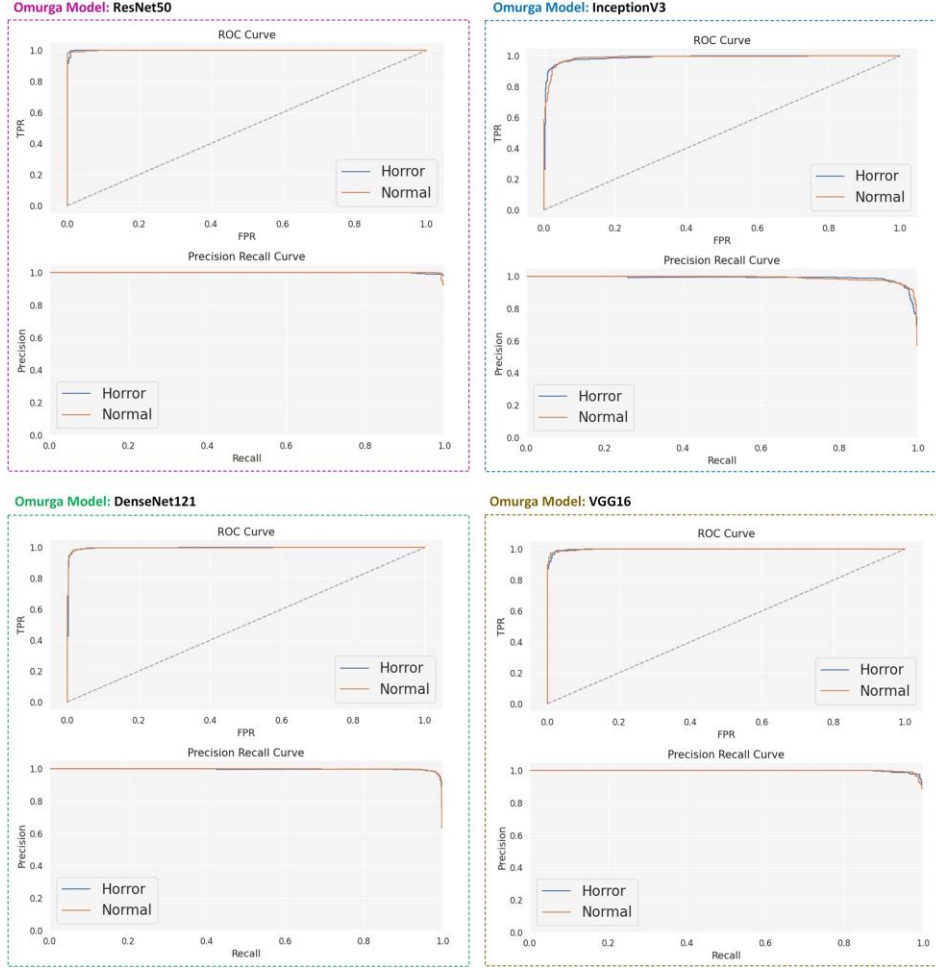 Omurga Model: ResNet50
ROC Curve
1.0
0.8
0.6
0.4
0.2
0.0
TPR
0.0 0.2 0.4 0.6 0.8 1.0
FPR
Horror
Normal
Precision Recall Curve
1.0
0.8
0.6
0.4
0.2
0.0
Precision
Horror
Normal
0.0 0.2 0.4 0.6 0.8 1.0
Recall
Omurga Model: InceptionV3
ROC Curve
1.0
0.8
0.6
0.4
0.2
0.0
TPR
Horror
Normal
0.0 0.2 0.4 0.6 0.8 1.0
FPR
Precision Recall Curve
1.0
0.8
0.6
0.4
0.2
0.0
Precision
Horror
Normal
0.0 0.2 0.4 0.6 0.8 1.0
Recall
Omurga Model: DenseNet121
ROC Curve
1.0
0.8
0.6
0.4
0.2
0.0
TPR
Horror
Normal
0.0 0.2 0.4 0.6 0.8 1.0
FPR
Precision Recall Curve
1.0
0.8
0.6
0.4
0.2
0.0
Precision
Horror
Normal
0.0 0.2 0.4 0.6 0.8 1.0
Recall
Omurga Model: VGG16
ROC Curve
1.0
0.8
0.6
0.4
0.2
0.0
TPR
Horror
Normal
0.0 0.2 0.4 0.6 0.8 1.0
FPR
Precision Recall Curve
1.0
0.8
0.6
0.4
0.2
0.0
Precision
Horror
Normal
0.0 0.2 0.4 0.6 0.8 1.0
Recall